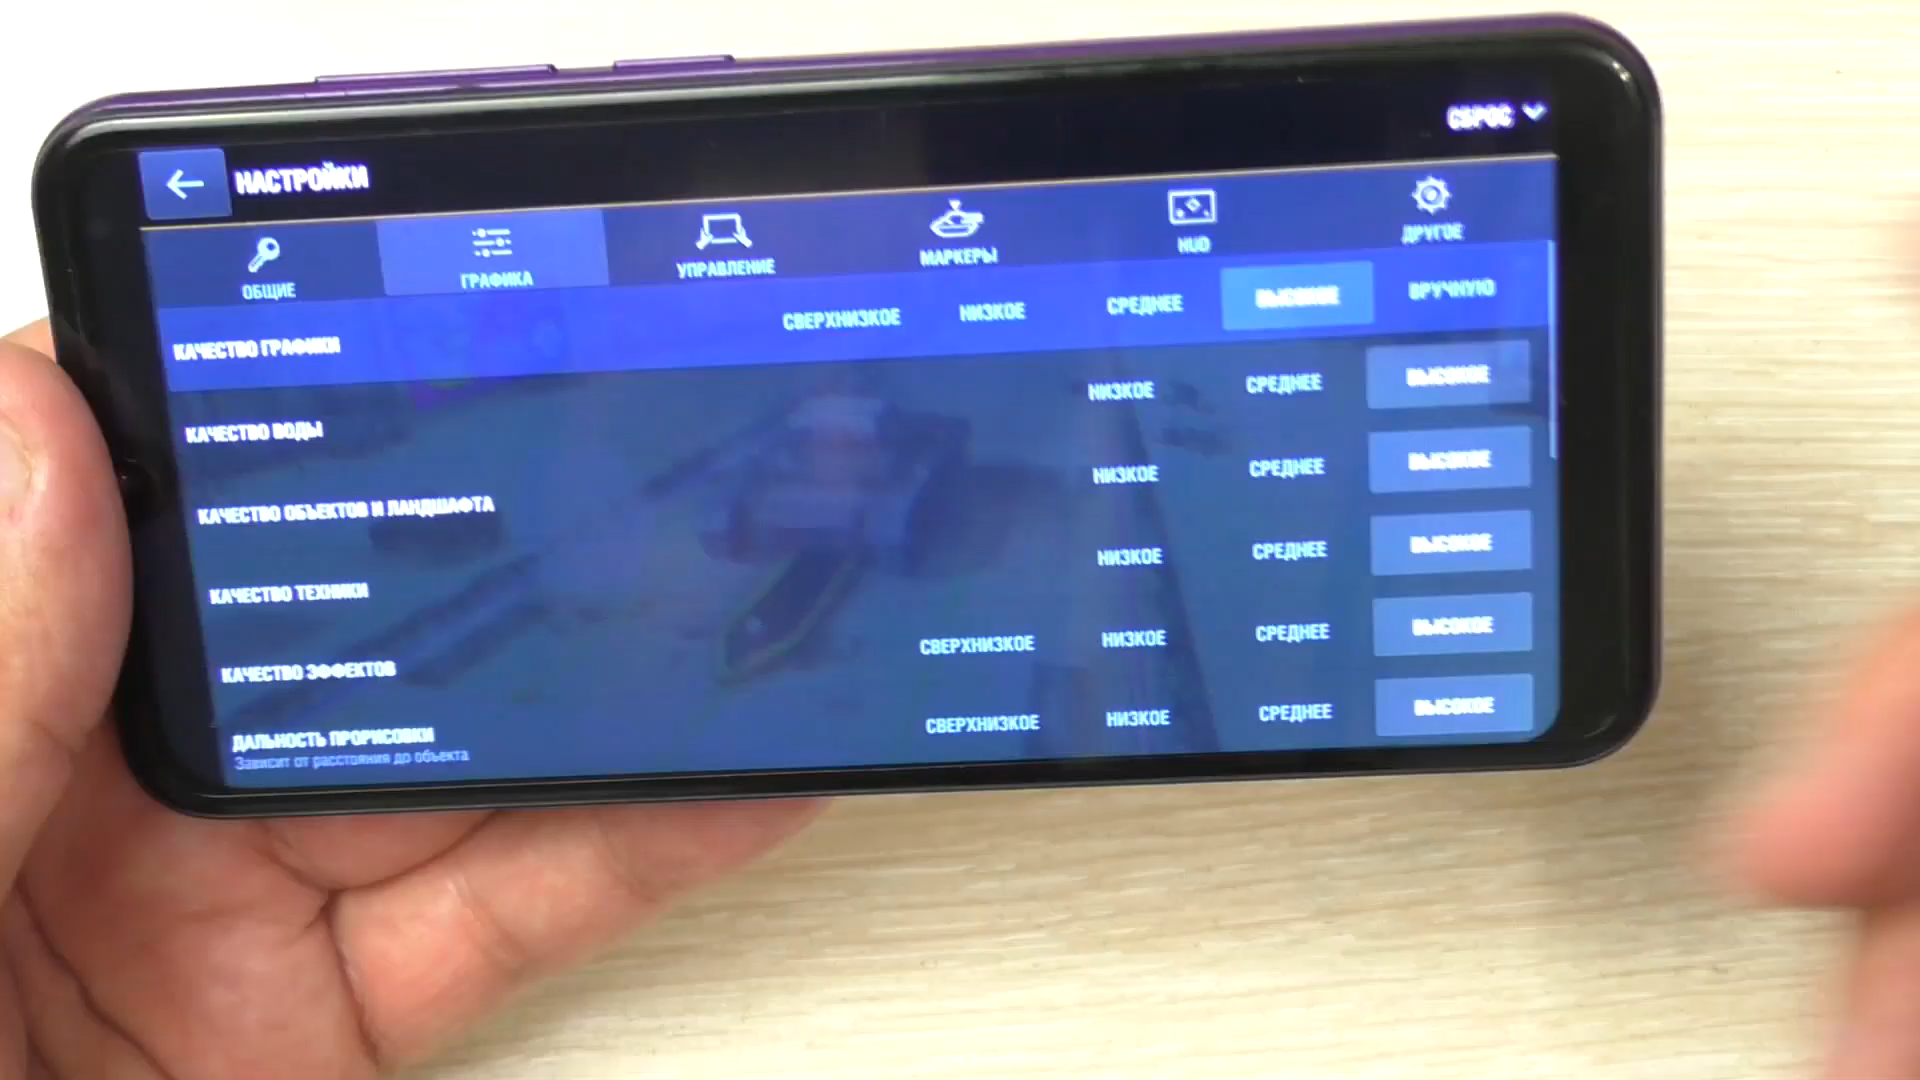 СБРОС
НАСТРОЙКИ
ОБЩИЕ ГРАФИКА УПРАВЛЕНИЕ МАРКЕРЫ HUD ДРУГОЕ
КАЧЕСТВО ГРАФИКИ СВЕРХНИЗКОЕ НИЗКОЕ СРЕДНЕЕ ВЫСОКОЕ ВРУЧНУЮ
КАЧЕСТВО ВОДЫ НИЗКОЕ СРЕДНЕЕ ВЫСОКОЕ
КАЧЕСТВО ОБЪЕКТОВ И ЛАНДШАФТА НИЗКОЕ СРЕДНЕЕ ВЫСОКОЕ
КАЧЕСТВО ТЕХНИКИ НИЗКОЕ СРЕДНЕЕ ВЫСОКОЕ
КАЧЕСТВО ЭФФЕКТОВ СВЕРХНИЗКОЕ НИЗКОЕ СРЕДНЕЕ ВЫСОКОЕ
ДАЛЬНОСТЬ ПРОРИСОВКИ СВЕРХНИЗКОЕ НИЗКОЕ СРЕДНЕЕ ВЫСОКОЕ
Зависит от расстояния до объекта